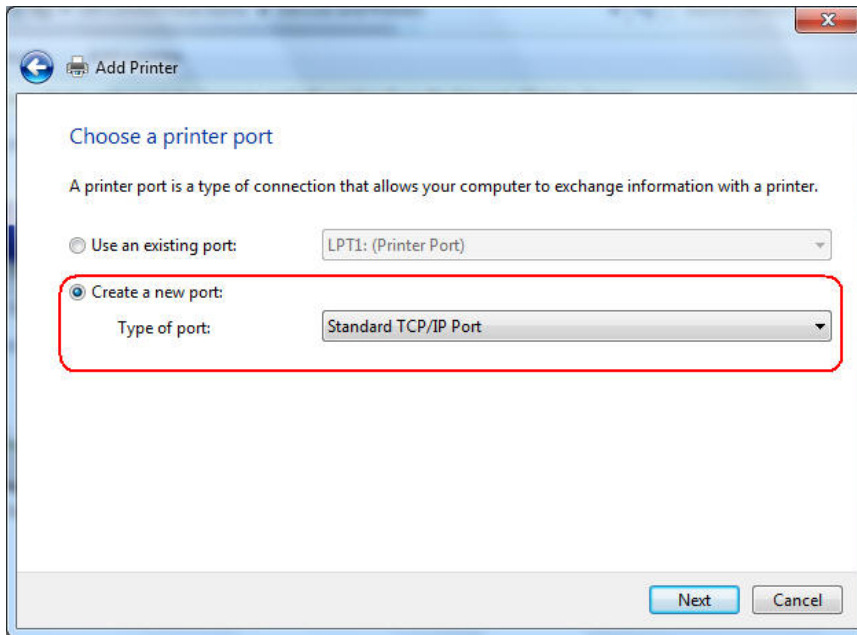 Add Printer
Choose a printer port
A printer port is a type of connection that allows your computer to exchange information with a printer.
Use an existing port: LPT1: (Printer Port)
Create a new port:
Type of port: Standard TCP/IP Port
Next Cancel